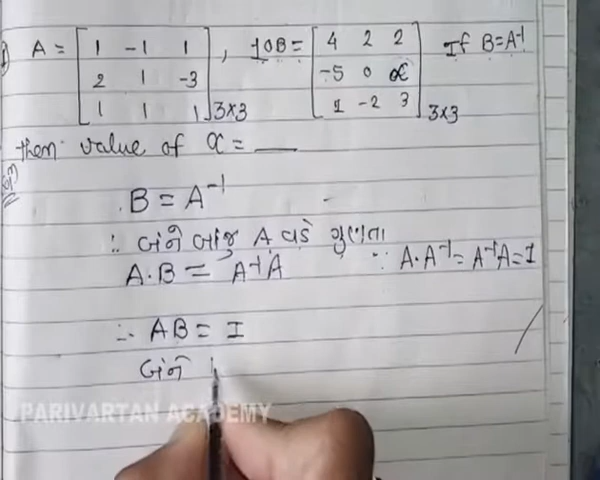 A = [ 1 -1 1 , 10B = [ 4 2 2 If B=A⁻¹
2 1 -3 -5 0 α
1 1 1 ]3×3 1 -2 3 ]3×3
then value of α = ___
B = A⁻¹
∴ બંને બાજુ A વડે ગુણતા
A·B = A⁻¹A ∵ A·A⁻¹ = A⁻¹A = I
∴ AB = I
બંને
PARIVARTAN ACADEMY